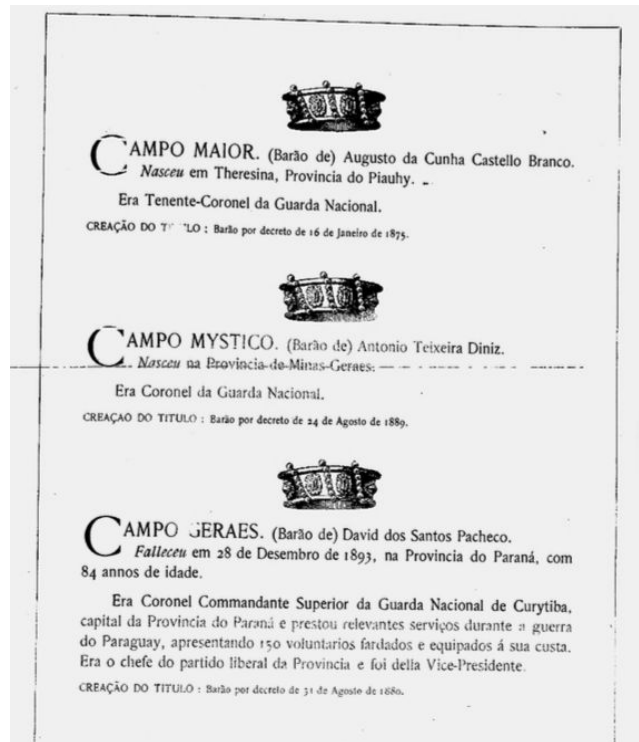 CAMPO MAIOR. (Barão de) Augusto da Cunha Castello Branco.
Nasceu em Theresina, Provincia do Piauhy.
Era Tenente-Coronel da Guarda Nacional.
CREAÇÃO DO T LO : Barão por decreto de 16 de Janeiro de 1875.
CAMPO MYSTICO. (Barão de) Antonio Teixeira Diniz.
Nasceu na Provincia de Minas-Geraes.
Era Coronel da Guarda Nacional.
CREAÇAO DO TITULO : Barão por decreto de 24 de Agosto de 1889.
CAMPO GERAES. (Barão de) David dos Santos Pacheco.
Falleceu em 28 de Desembro de 1893, na Provincia do Paraná, com
84 annos de idade.
Era Coronel Commandante Superior da Guarda Nacional de Curytiba,
capital da Provincia do Paraná e prestou relevantes serviços durante a guerra
do Paraguay, apresentando 150 voluntarios fardados e equipados á sua custa.
Era o chefe do partido liberal da Provincia e foi della Vice-Presidente.
CREAÇÃO DO TITULO : Barão por decreto de 31 de Agosto de 1880.